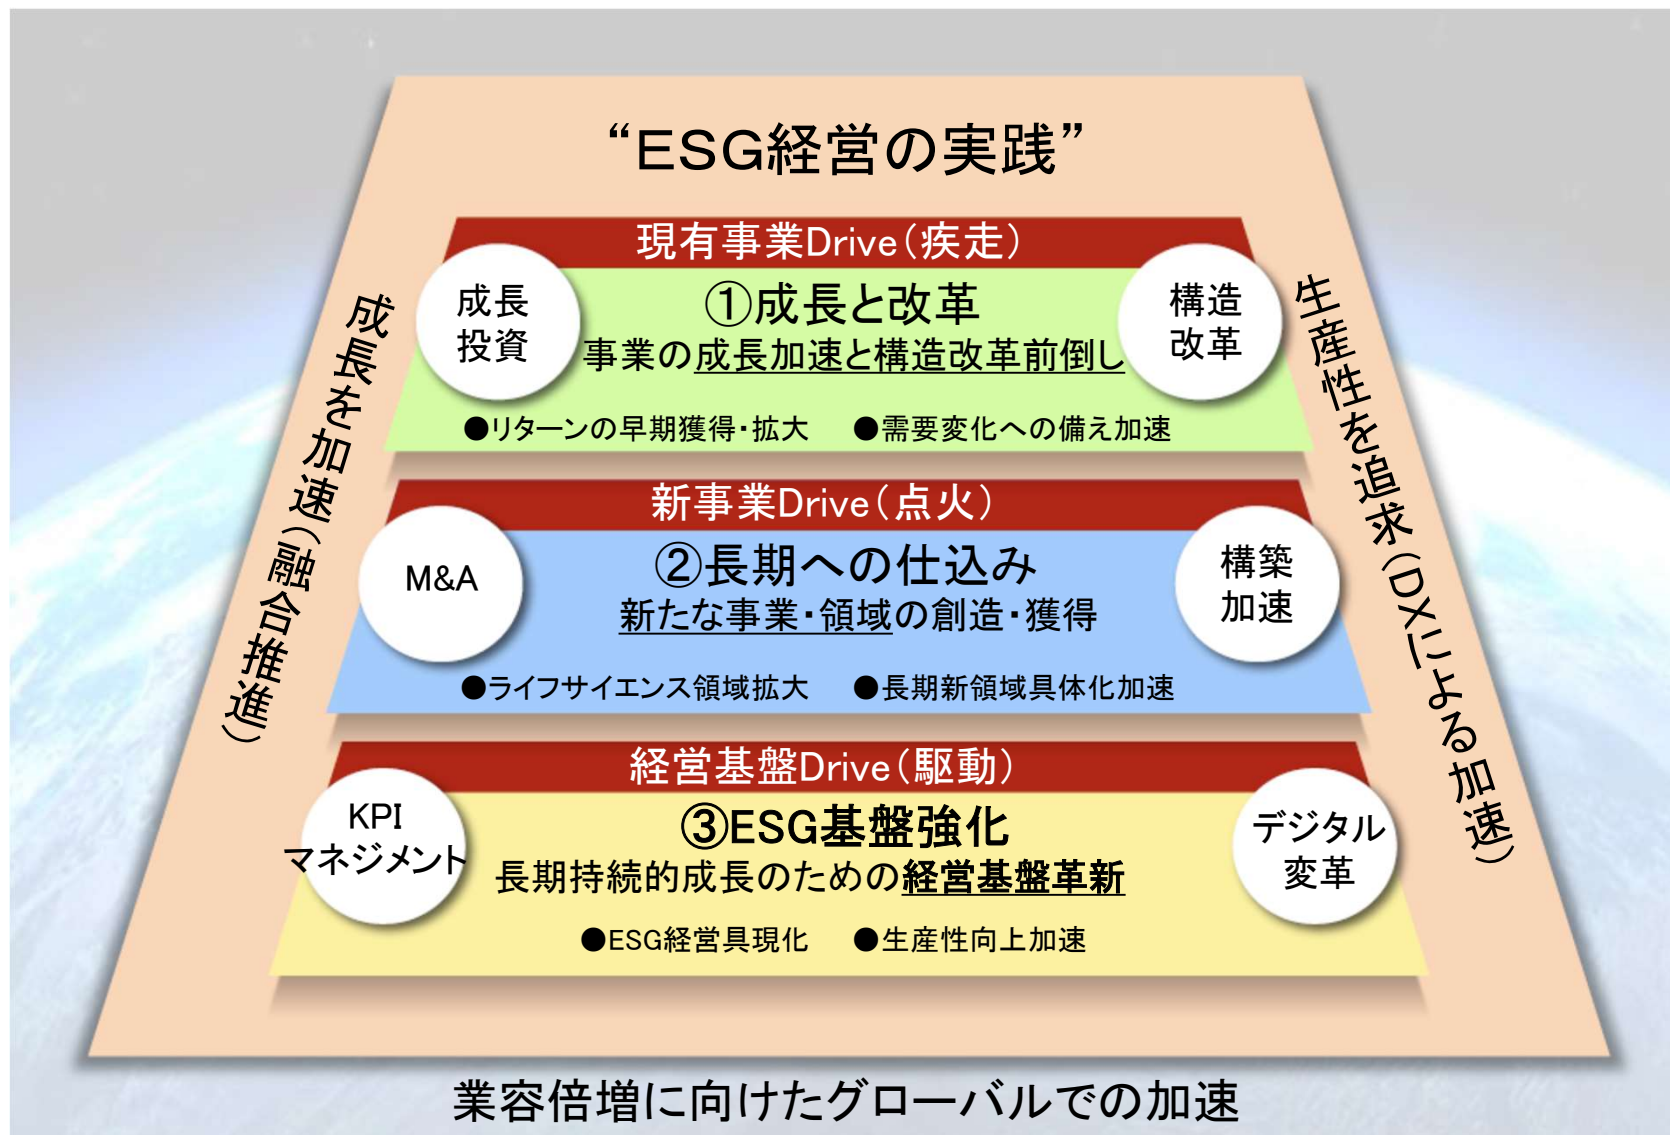 “ESG経営の実践”
現有事業Drive（疾走）
成長
投資
①成長と改革
事業の成長加速と構造改革前倒し
構造
改革
●リターンの早期獲得・拡大 ●需要変化への備え加速
新事業Drive（点火）
M&A
②長期への仕込み
新たな事業・領域の創造・獲得
構築
加速
●ライフサイエンス領域拡大 ●長期新領域具体化加速
経営基盤Drive（駆動）
KPI
マネジメント
③ESG基盤強化
長期持続的成長のための経営基盤革新
デジタル
変革
●ESG経営具現化 ●生産性向上加速
成長を加速（融合推進）
生産性を追求（DXによる加速）
業容倍増に向けたグローバルでの加速